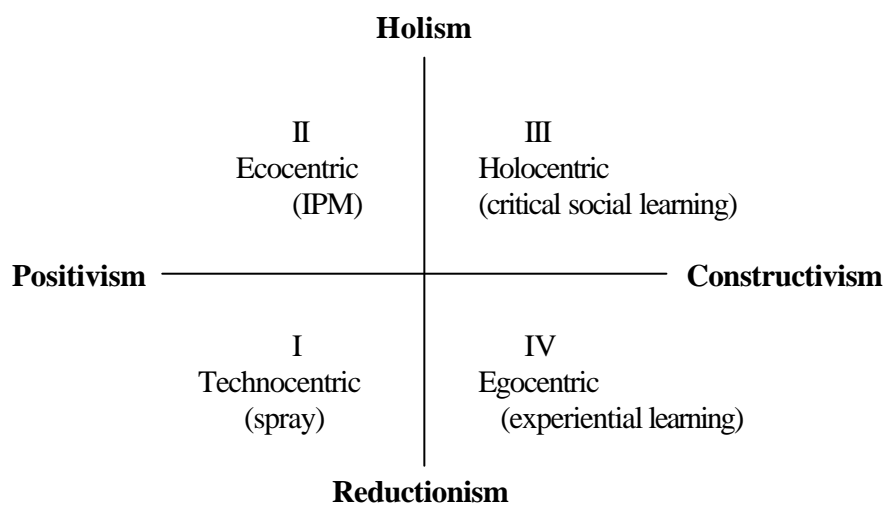 Holism
II
Ecocentric
(IPM)
III
Holocentric
(critical social learning)
Positivism
Constructivism
I
Technocentric
(spray)
IV
Egocentric
(experiential learning)
Reductionism